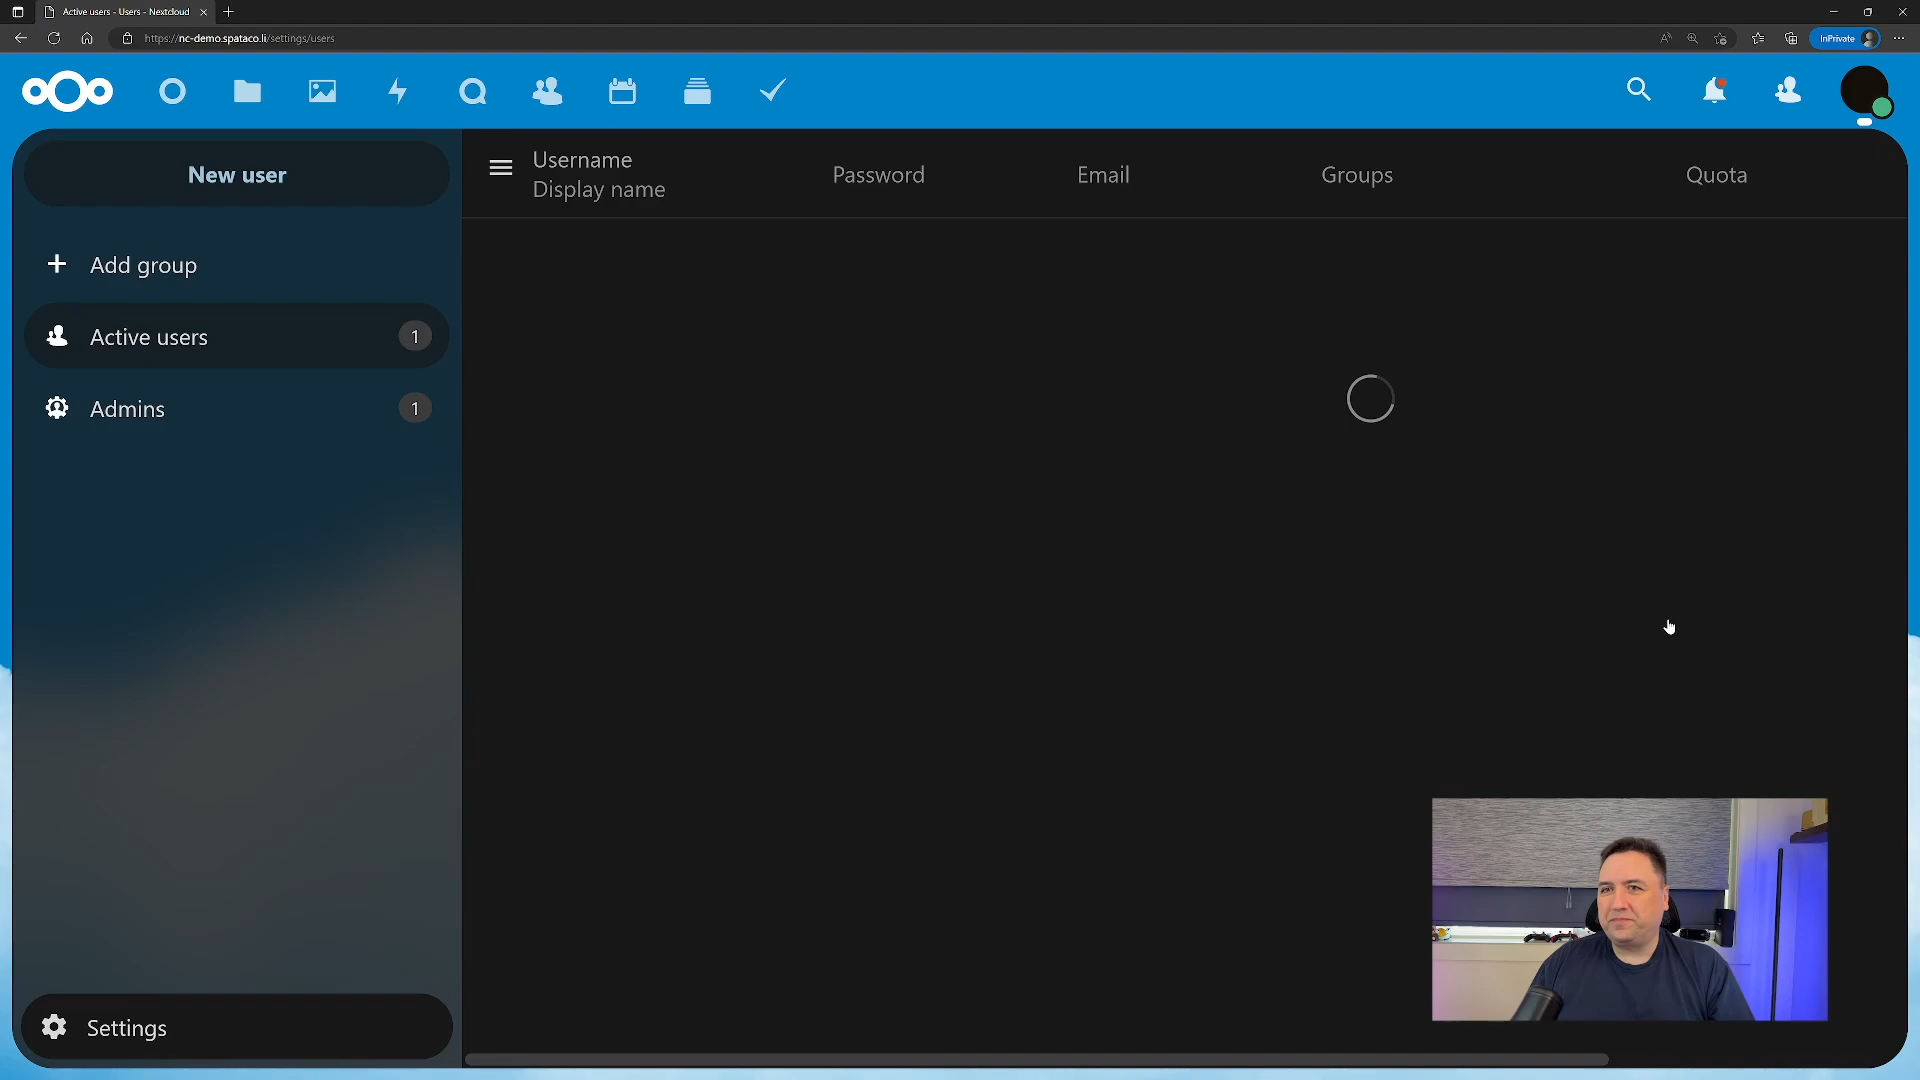 Active users - Users - Nextcloud
https://nc-demo.spataco.li/settings/users
InPrivate
New user
Username
Display name
Password
Email
Groups
Quota
Add group
Active users 1
Admins 1
Settings